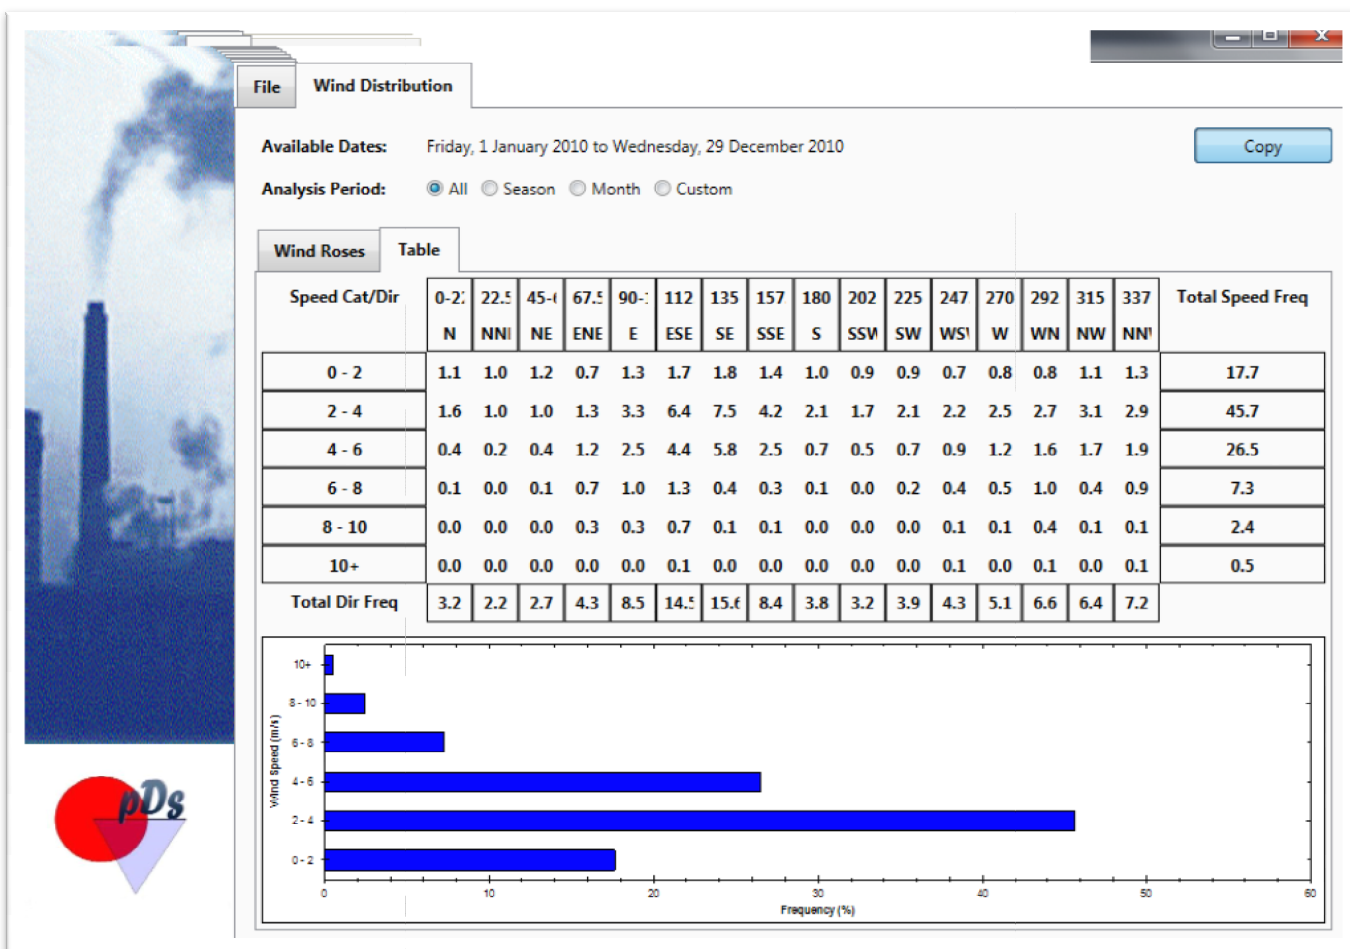 File Wind Distribution
Available Dates: Friday, 1 January 2010 to Wednesday, 29 December 2010 Copy
Analysis Period: All Season Month Custom
Wind Roses Table
Speed Cat/Dir 0-2 22.5 45- 67.5 90- 112 135 157 180 202 225 247 270 292 315 337 Total Speed Freq
N NN NE ENE E ESE SE SSE S SSW SW WS W WN NW NN
0 - 2 1.1 1.0 1.2 0.7 1.3 1.7 1.8 1.4 1.0 0.9 0.9 0.7 0.8 0.8 1.1 1.3 17.7
2 - 4 1.6 1.0 1.0 1.3 3.3 6.4 7.5 4.2 2.1 1.7 2.1 2.2 2.5 2.7 3.1 2.9 45.7
4 - 6 0.4 0.2 0.4 1.2 2.5 4.4 5.8 2.5 0.7 0.5 0.7 0.9 1.2 1.6 1.7 1.9 26.5
6 - 8 0.1 0.0 0.1 0.7 1.0 1.3 0.4 0.3 0.1 0.0 0.2 0.4 0.5 1.0 0.4 0.9 7.3
8 - 10 0.0 0.0 0.0 0.3 0.3 0.7 0.1 0.1 0.0 0.0 0.0 0.1 0.1 0.4 0.1 0.1 2.4
10+ 0.0 0.0 0.0 0.0 0.0 0.1 0.0 0.0 0.0 0.0 0.0 0.1 0.0 0.1 0.0 0.1 0.5
Total Dir Freq 3.2 2.2 2.7 4.3 8.5 14.5 15.6 8.4 3.8 3.2 3.9 4.3 5.1 6.6 6.4 7.2
10+
8 - 10
6 - 8
4 - 6
2 - 4
0 - 2
Wind Speed (m/s)
0 10 20 30 40 50 60
Frequency (%)
pDs